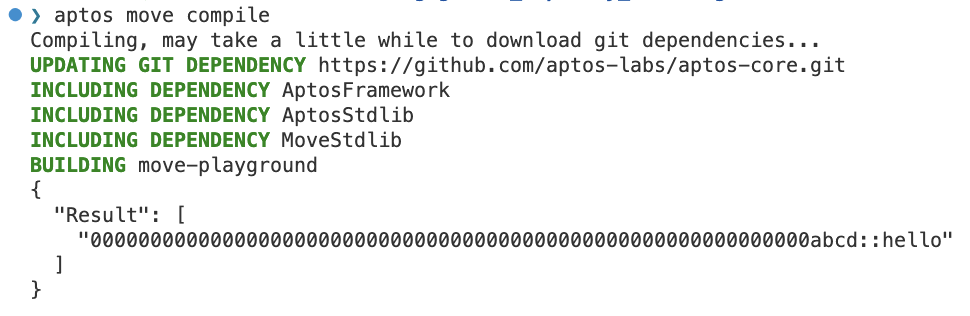 ❯ aptos move compile
Compiling, may take a little while to download git dependencies...
UPDATING GIT DEPENDENCY https://github.com/aptos-labs/aptos-core.git
INCLUDING DEPENDENCY AptosFramework
INCLUDING DEPENDENCY AptosStdlib
INCLUDING DEPENDENCY MoveStdlib
BUILDING move-playground
{
  "Result": [
    "000000000000000000000000000000000000000000000000000000000000abcd::hello"
  ]
}